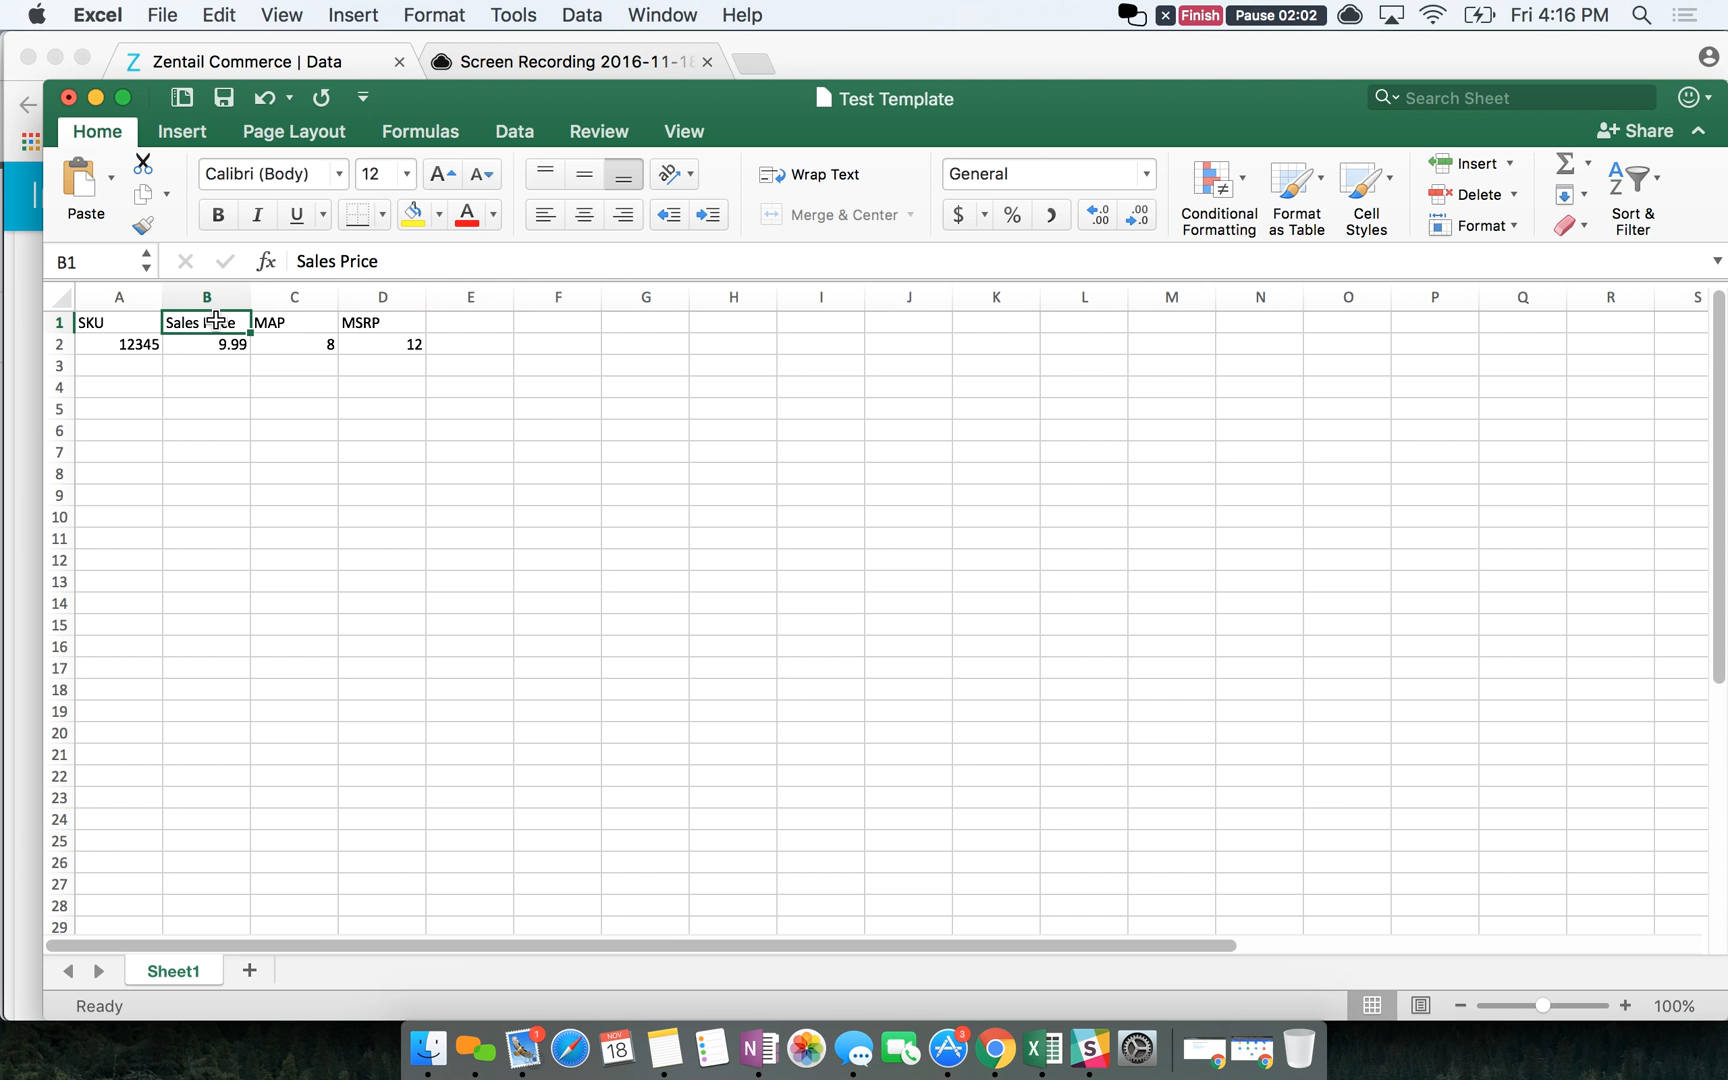 Excel File Edit View Insert Format Tools Data Window Help Finish Pause 02:02 Fri 4:16 PM
Zentail Commerce | Data Screen Recording 2016-11-18
Test Template Search Sheet
Home Insert Page Layout Formulas Data Review View Share
Paste Calibri (Body) 12 Wrap Text General Conditional Formatting Format as Table Cell Styles Insert Sort & Filter
B I U Merge & Center $ % Delete
Format
B1 fx Sales Price
A B C D E F G H I J K L M N O P Q R S
1 SKU Sales MAP MSRP
2 12345 9.99 8 12
3
4
5
6
7
8
9
10
11
12
13
14
15
16
17
18
19
20
21
22
23
24
25
26
27
28
29
Sheet1 +
Ready 100%
1 NOV 18 N 3 X S